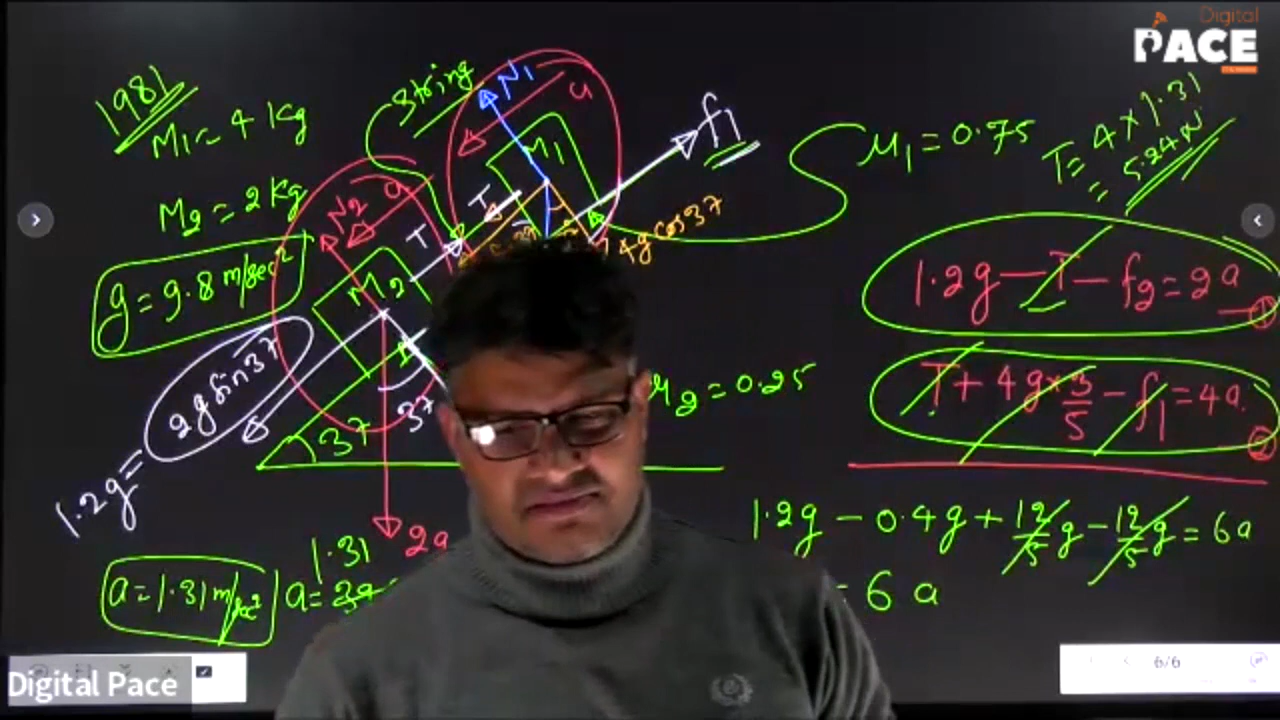 Digital
PACE
1981
M1 = 4 kg
M2 = 2 kg
g = 9.8 m/sec²
string
N1
a
M1
f1
μ1 = 0.75
T = 4 × 1.31
= 5.24 N
N2
a
T
T
M2
4g cos37
2g sin37
1.2g =
37
37
μ2 = 0.25
1.2g - T - f2 = 2a
1
T + 4g × 3/5 - f1 = 4a
2
1.2g - 0.4g + 12/5 g - 12/5 g = 6a
= 6a
a = 1.31 m/sec²
1.31
a =
Digital Pace
6/6